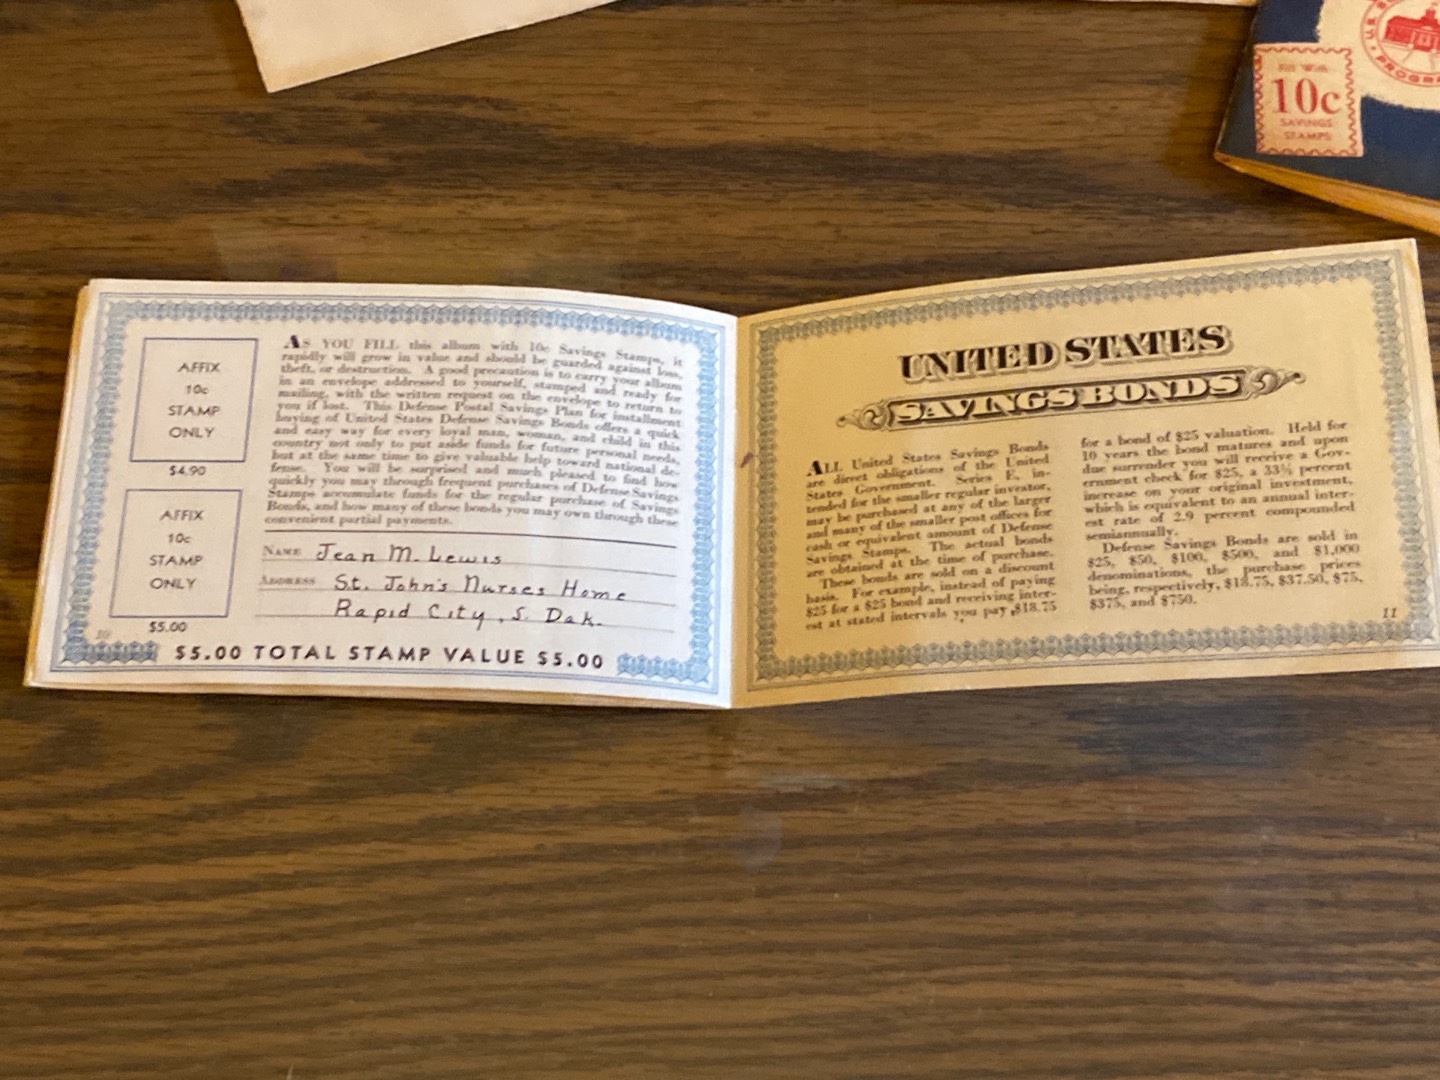 AFFIX
10c
STAMP
ONLY
$4.90
AFFIX
10c
STAMP
ONLY
$5.00
10
AS YOU FILL this album with 10c Savings Stamps, it
rapidly will grow in value and should be guarded against loss,
theft, or destruction. A good precaution is to carry your album
in an envelope addressed to yourself, stamped and ready for
mailing, with the written request on the envelope to return to
you if lost. This Defense Postal Savings Plan for installment
buying of United States Defense Savings Bonds offers a quick
and easy way for every loyal man, woman, and child in this
country not only to put aside funds for future personal needs,
but at the same time to give valuable help toward national de-
fense. You will be surprised and much pleased to find how
quickly you may through frequent purchases of Defense Savings
Stamps accumulate funds for the regular purchase of Savings
Bonds, and how many of these bonds you may own through these
convenient partial payments.
NAME Jean M. Lewis
ADDRESS St. John's Nurses Home
Rapid City, S. Dak.
$5.00 TOTAL STAMP VALUE $5.00
UNITED STATES
SAVINGS BONDS
ALL United States Savings Bonds
are direct obligations of the United
States Government. Series E, in-
tended for the smaller regular investor,
may be purchased at any of the larger
and many of the smaller post offices for
cash or equivalent amount of Defense
Savings Stamps. The actual bonds
are obtained at the time of purchase.
These bonds are sold on a discount
basis. For example, instead of paying
$25 for a $25 bond and receiving inter-
est at stated intervals you pay $18.75
for a bond of $25 valuation. Held for
10 years the bond matures and upon
due surrender you will receive a Gov-
ernment check for $25, a 33⅓ percent
increase on your original investment,
which is equivalent to an annual inter-
est rate of 2.9 percent compounded
semiannually.
Defense Savings Bonds are sold in
$25, $50, $100, $500, and $1,000
denominations, the purchase prices
being, respectively, $18.75, $37.50, $75,
$375, and $750.
11
Fill With
10c
SAVINGS
STAMPS